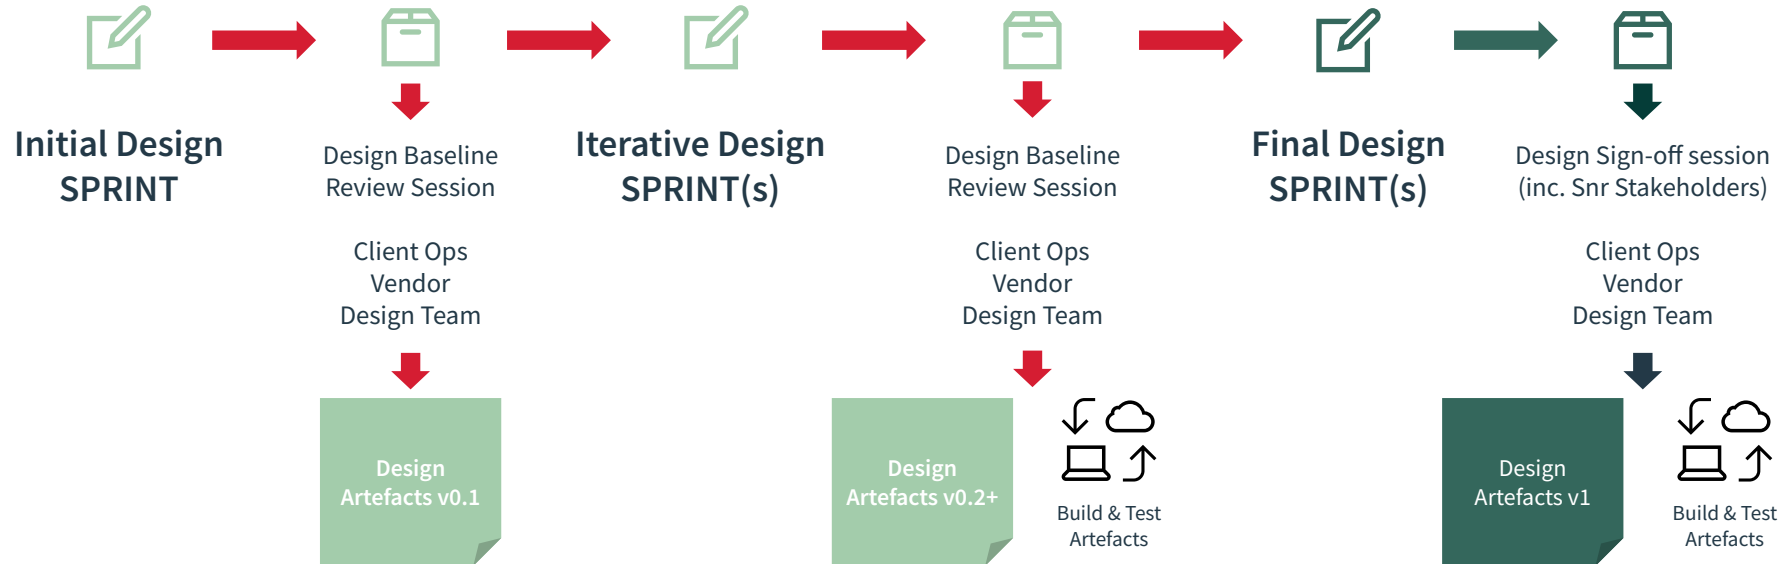 Initial Design
SPRINT
Design Baseline
Review Session
Client Ops
Vendor
Design Team
Design
Artefacts v0.1
Iterative Design
SPRINT(s)
Design Baseline
Review Session
Client Ops
Vendor
Design Team
Design
Artefacts v0.2+
Build & Test
Artefacts
Final Design
SPRINT(s)
Design Sign-off session
(inc. Snr Stakeholders)
Client Ops
Vendor
Design Team
Design
Artefacts v1
Build & Test
Artefacts